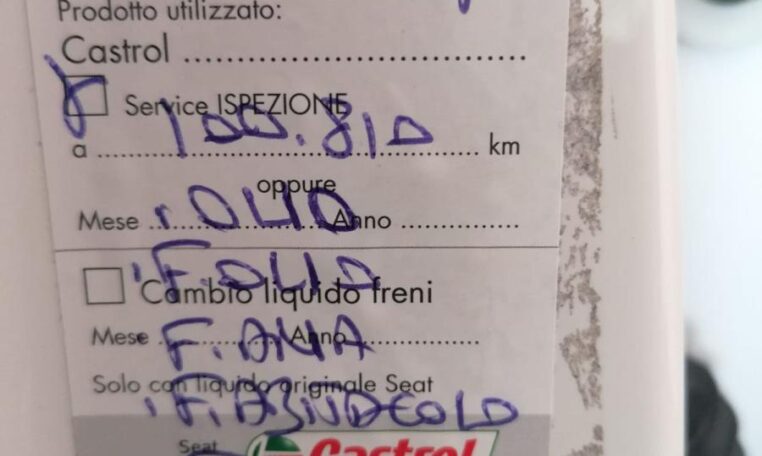 Prodotto utilizzato:
Castrol ........................................
Service ISPEZIONE
a 100.810 km
oppure
Mese ........ Anno ...............
. OLIO
Cambio liquido freni
. F. OLIO
Mese ........ Anno ...............
F. ARIA
Solo con liquido originale Seat
. F.
Seat Castrol